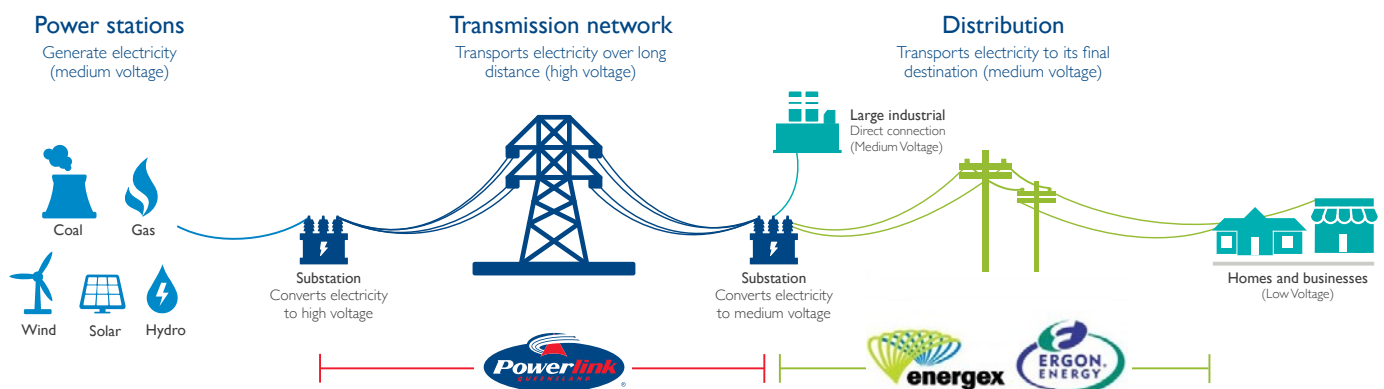 Power stations
Generate electricity
(medium voltage)
Transmission network
Transports electricity over long
distance (high voltage)
Distribution
Transports electricity to its final
destination (medium voltage)
Large industrial
Direct connection
(Medium Voltage)
Coal
Gas
Wind
Solar
Hydro
Substation
Converts electricity
to high voltage
Substation
Converts electricity
to medium voltage
Homes and businesses
(Low Voltage)
Powerlink
QUEENSLAND
®
energex
ERGON.
ENERGY